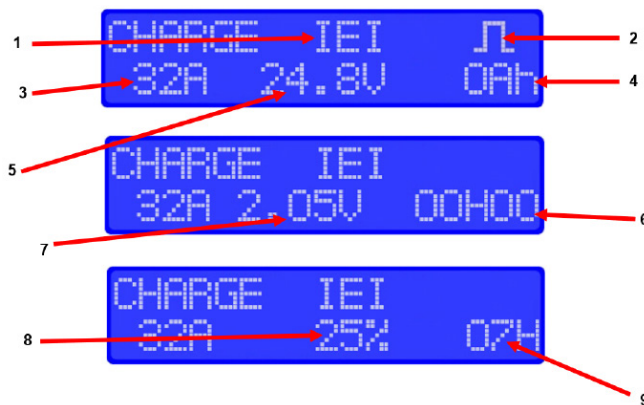 1 CHARGE IEI 2
3 32A 24.8V 0Ah 4
5
CHARGE IEI
32A 2.05V 00H00 6
7
CHARGE IEI
8 32A 25% 07H
9